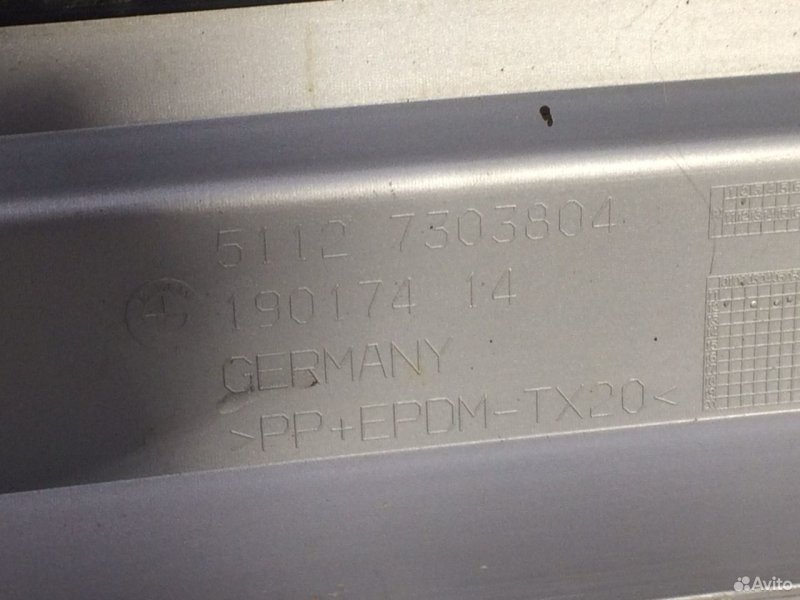 5112 7303804
190174 14
GERMANY
<PP+EPDM-TX20<
Avito